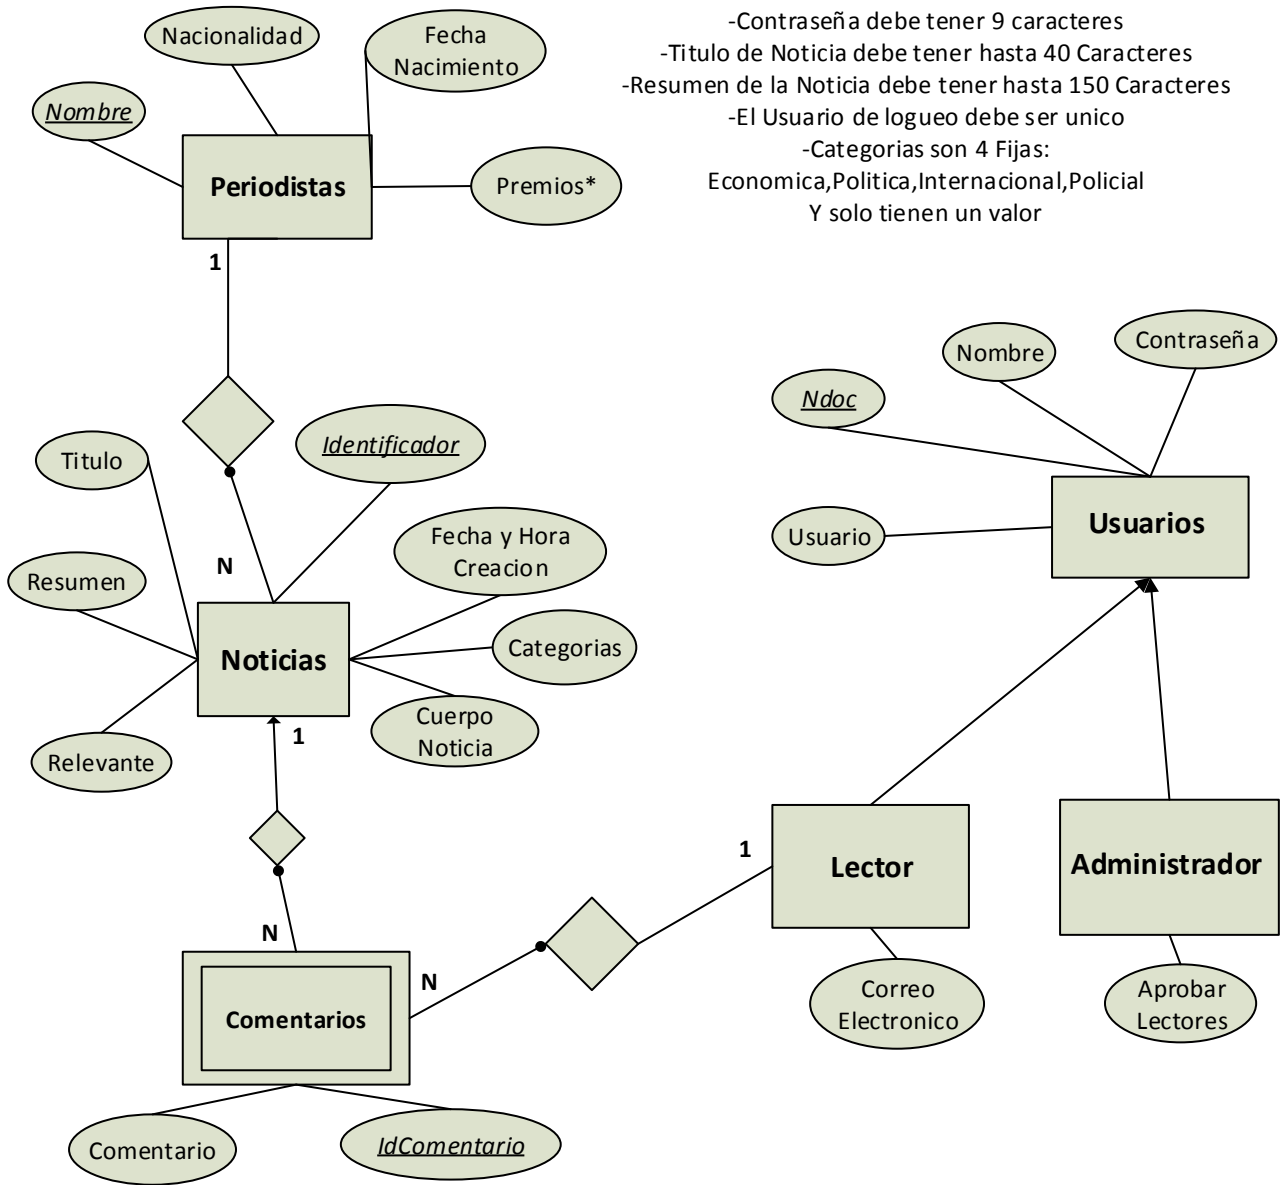 -Contraseña debe tener 9 caracteres
-Titulo de Noticia debe tener hasta 40 Caracteres
-Resumen de la Noticia debe tener hasta 150 Caracteres
-El Usuario de logueo debe ser unico
-Categorias son 4 Fijas:
Economica,Politica,Internacional,Policial
Y solo tienen un valor
Nacionalidad
Fecha
Nacimiento
Nombre
Periodistas
Premios*
1
Contraseña
Nombre
Ndoc
Usuarios
Usuario
Identificador
Titulo
Fecha y Hora
Creacion
N
Resumen
Noticias
Categorias
Cuerpo
Noticia
1
Relevante
1
Lector
Administrador
N
N
Comentarios
Correo
Electronico
Aprobar
Lectores
Comentario
IdComentario